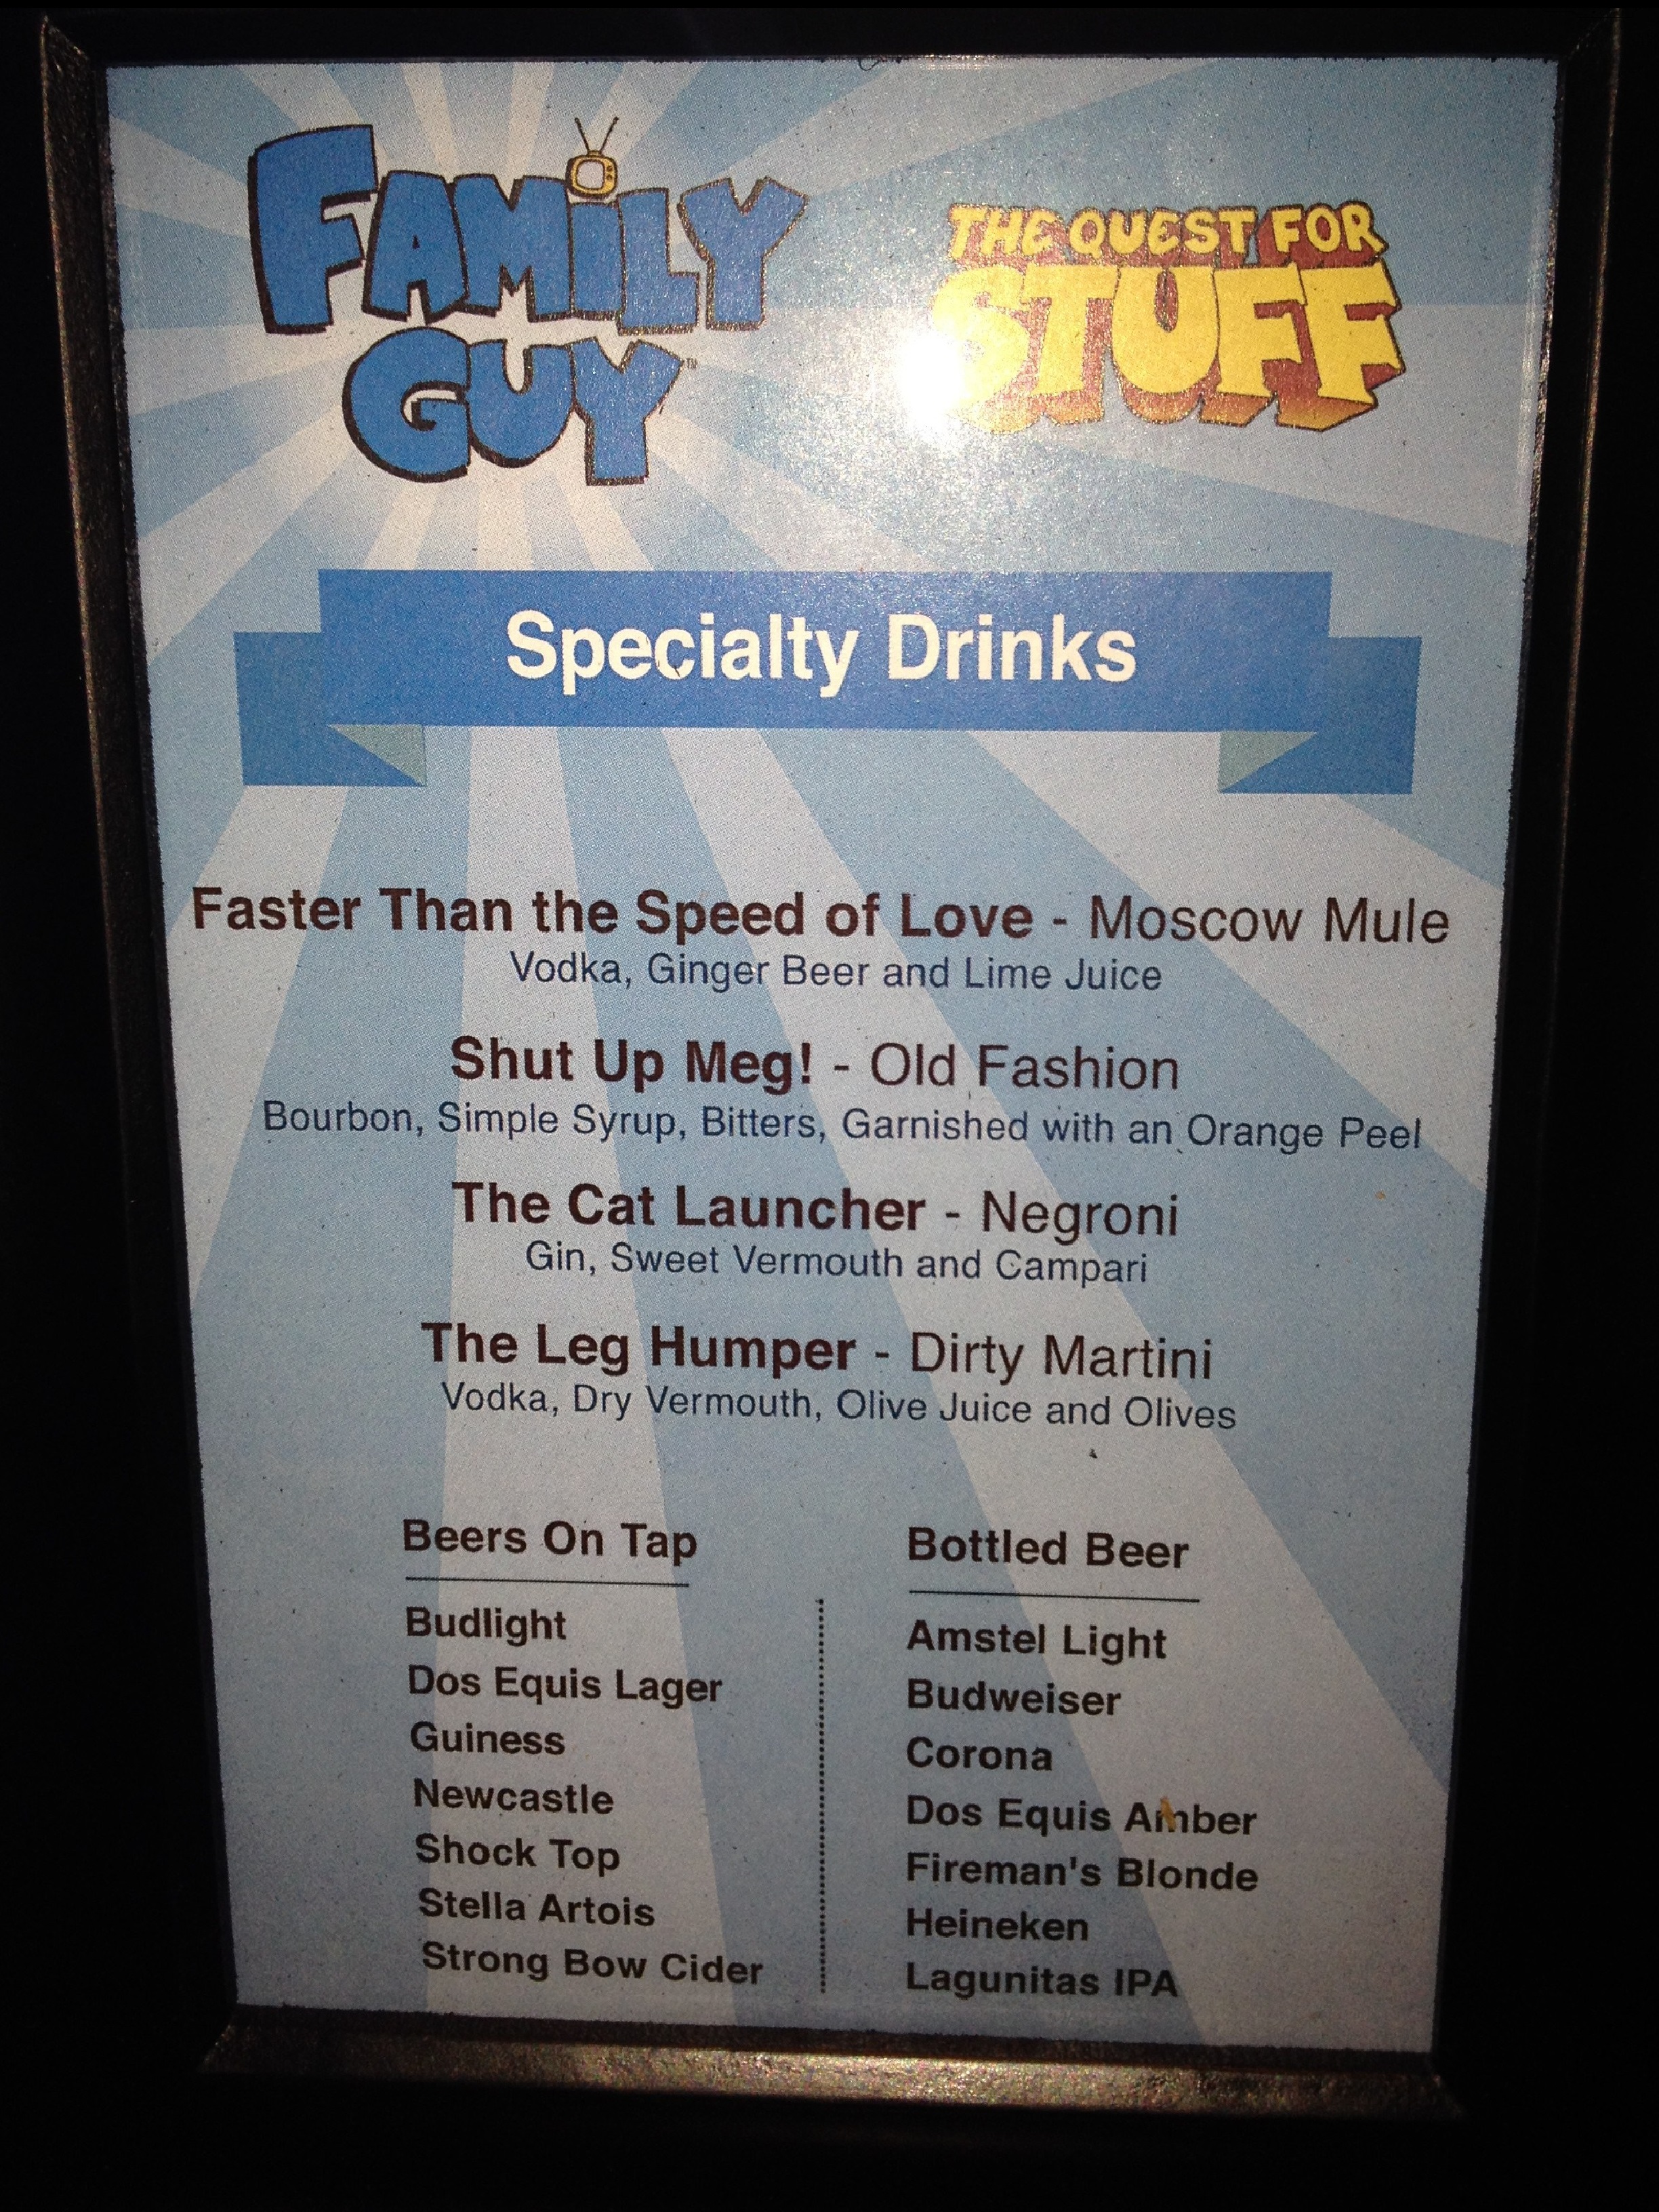 FAMILY
GUY
THE QUEST FOR
STUFF
Specialty Drinks
Faster Than the Speed of Love - Moscow Mule
Vodka, Ginger Beer and Lime Juice
Shut Up Meg! - Old Fashion
Bourbon, Simple Syrup, Bitters, Garnished with an Orange Peel
The Cat Launcher - Negroni
Gin, Sweet Vermouth and Campari
The Leg Humper - Dirty Martini
Vodka, Dry Vermouth, Olive Juice and Olives
Beers On Tap
Budlight
Dos Equis Lager
Guiness
Newcastle
Shock Top
Stella Artois
Strong Bow Cider
Bottled Beer
Amstel Light
Budweiser
Corona
Dos Equis Amber
Fireman's Blonde
Heineken
Lagunitas IPA